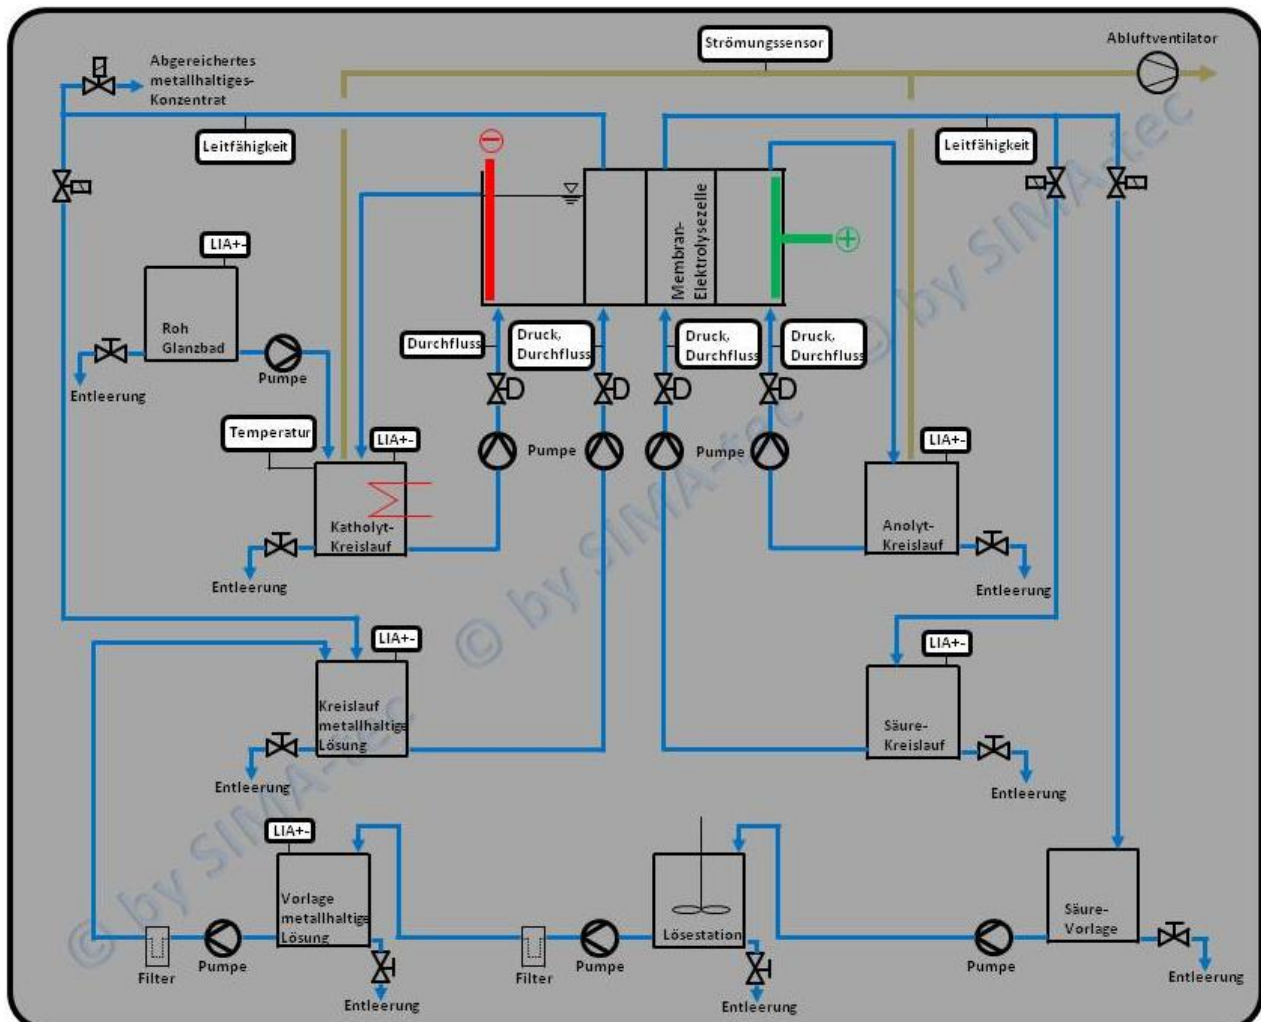 Strömungssensor
Abluftventilator
Abgereichertes
metallhaltiges-
Konzentrat
Leitfähigkeit
Leitfähigkeit
Membran-
Elektrolysezelle
LIA+-
Roh
Glanzbad
Pumpe
Entleerung
Durchfluss
Druck,
Durchfluss
Druck,
Durchfluss
Druck,
Durchfluss
Temperatur
LIA+-
Pumpe
Pumpe
LIA+-
Katholyt-
Kreislauf
Anolyt-
Kreislauf
Entleerung
Entleerung
LIA+-
LIA+-
Kreislauf
metallhaltige
Lösung
Säure-
Kreislauf
Entleerung
Entleerung
LIA+-
Vorlage
metallhaltige
Lösung
Lösestation
Säure-
Vorlage
Filter
Pumpe
Filter
Pumpe
Pumpe
Entleerung
Entleerung
Entleerung
© by SIMA-tec
© by SIMA-tec
© by SIMA-tec